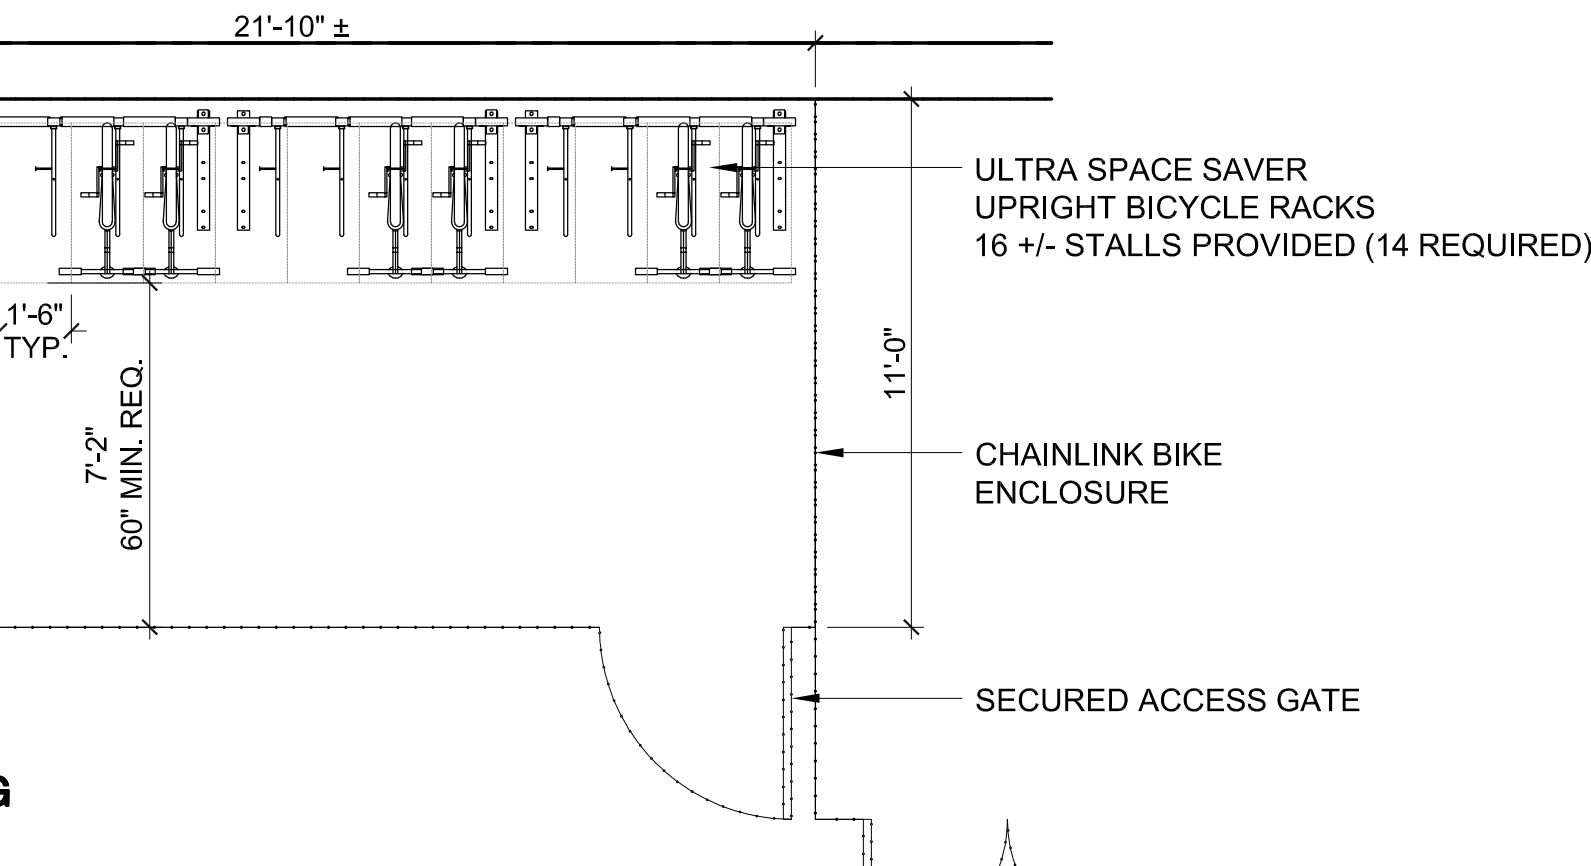 21'-10" ±
ULTRA SPACE SAVER
UPRIGHT BICYCLE RACKS
16 +/- STALLS PROVIDED (14 REQUIRED)
1'-6"
TYP.
7'-2"
60" MIN. REQ.
11'-0"
CHAINLINK BIKE
ENCLOSURE
SECURED ACCESS GATE
G